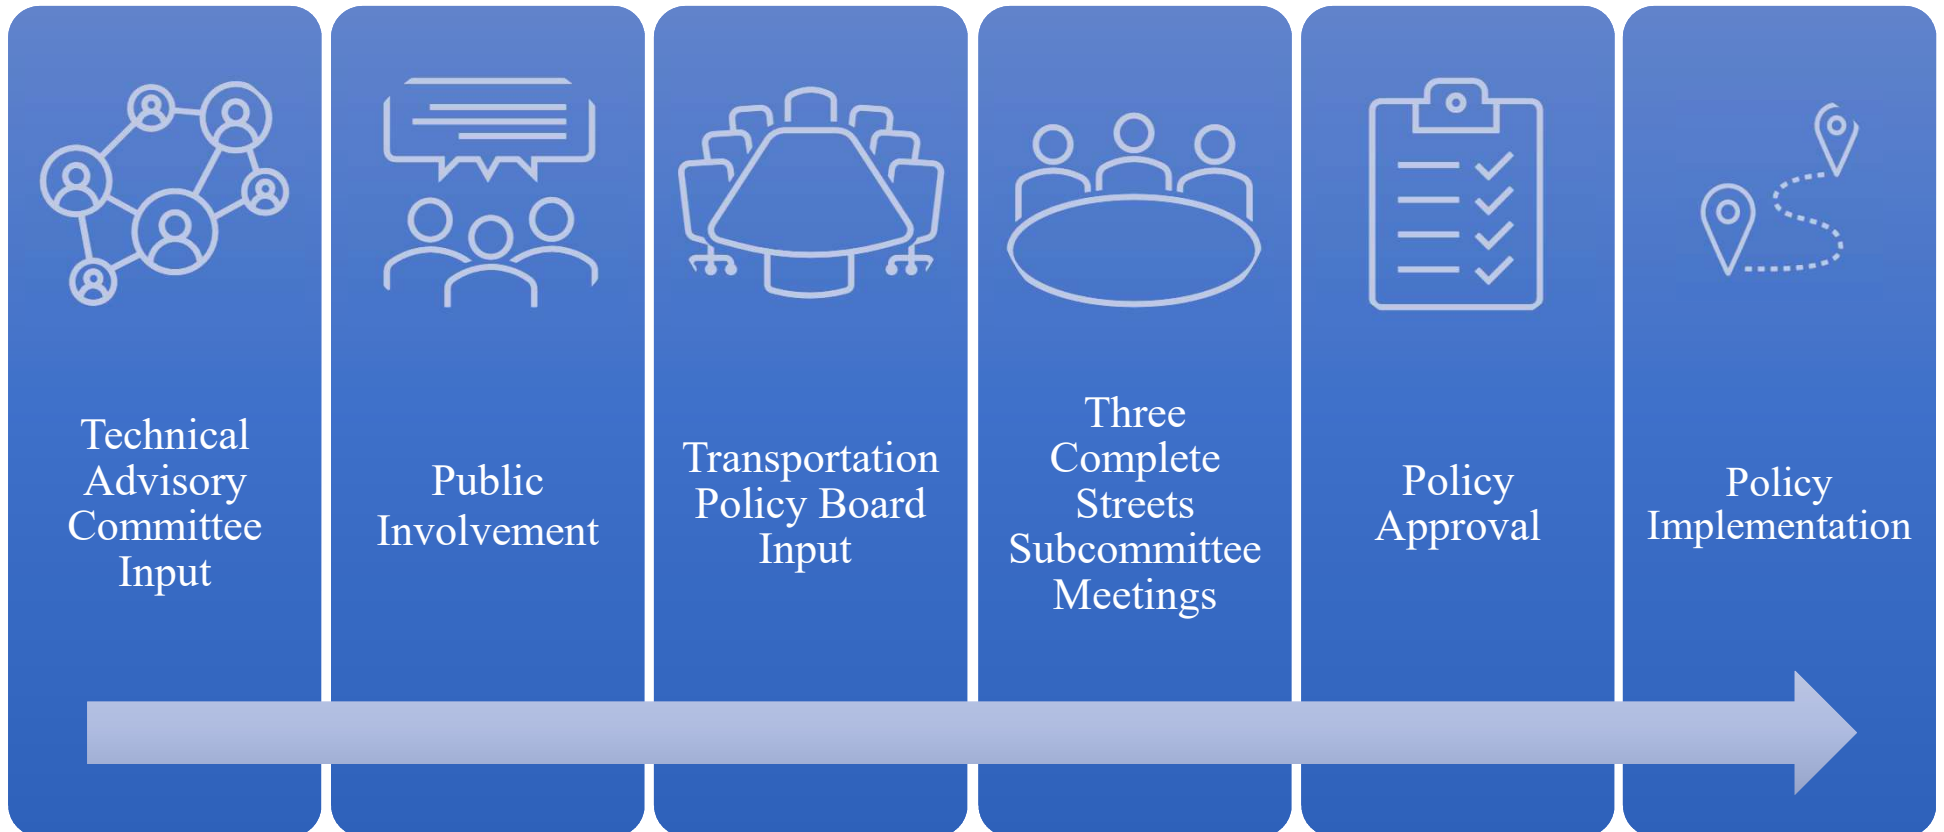 Technical
Advisory
Committee
Input
Public
Involvement
Transportation
Policy Board
Input
Three
Complete
Streets
Subcommittee
Meetings
Policy
Approval
Policy
Implementation